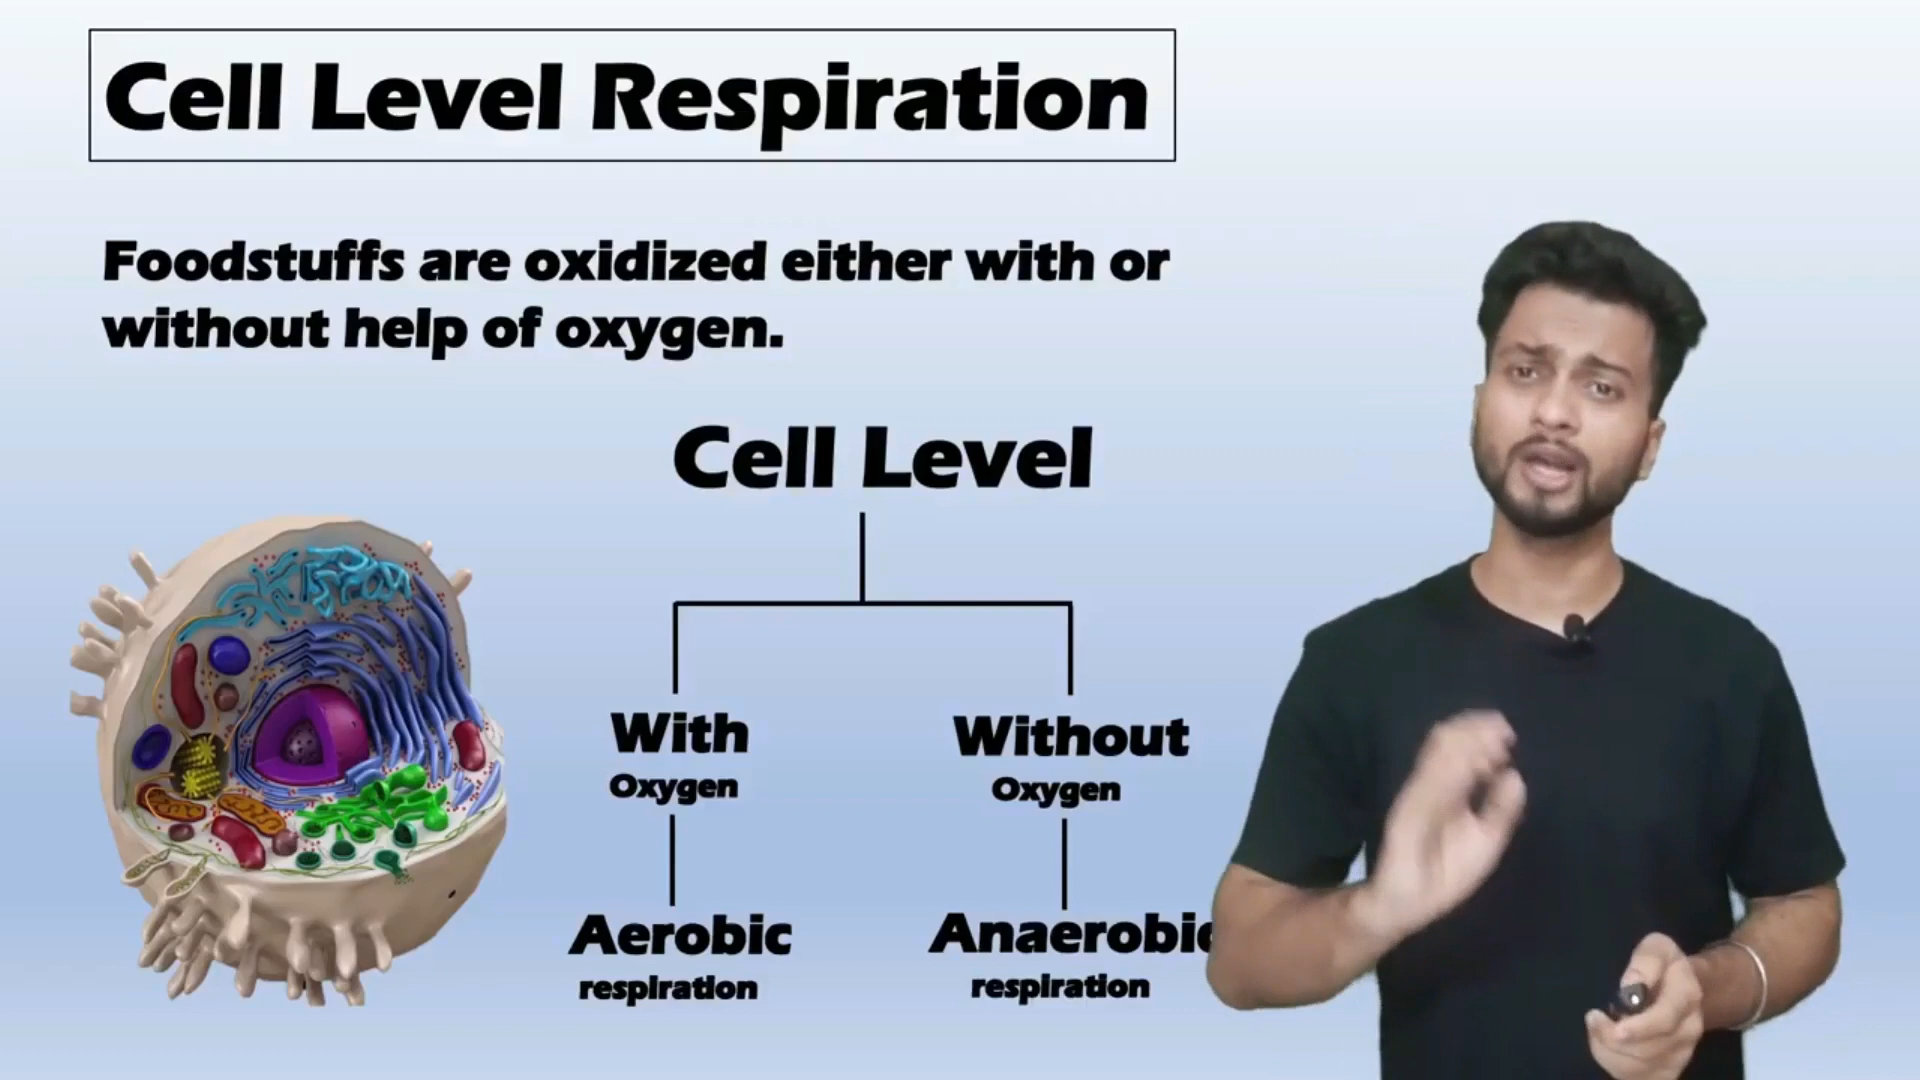 Cell Level Respiration
Foodstuffs are oxidized either with or
without help of oxygen.
Cell Level
With
Oxygen
Without
Oxygen
Aerobic
respiration
Anaerobic
respiration